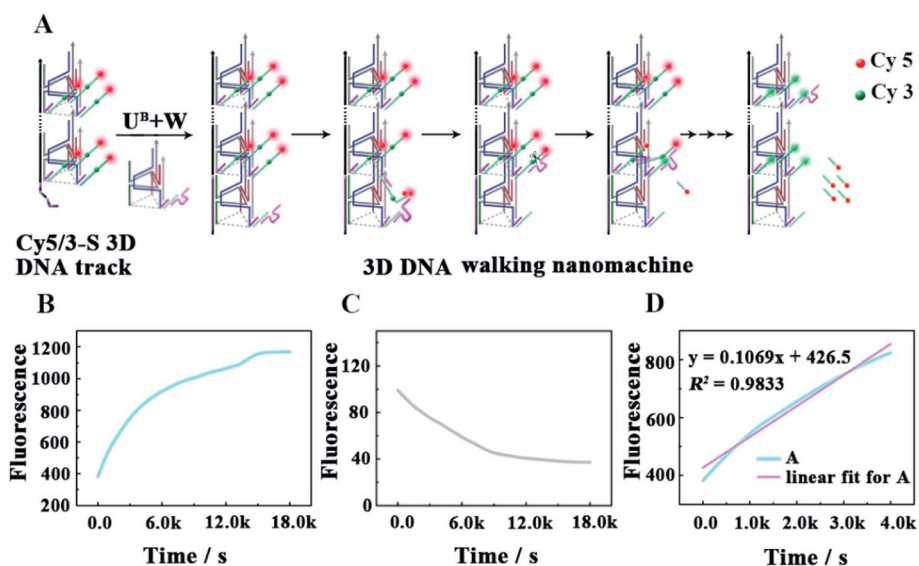 A
Cy 5
Cy 3
Uᴮ+W
Cy5/3-S 3D
DNA track
3D DNA walking nanomachine
B
Fluorescence
1200
1000
800
600
400
200
0.0 6.0k 12.0k 18.0k
Time / s
C
Fluorescence
120
80
40
0
0.0 6.0k 12.0k 18.0k
Time / s
D
Fluorescence
800
600
400
y = 0.1069x + 426.5
R² = 0.9833
A
linear fit for A
0.0 1.0k 2.0k 3.0k 4.0k
Time / s